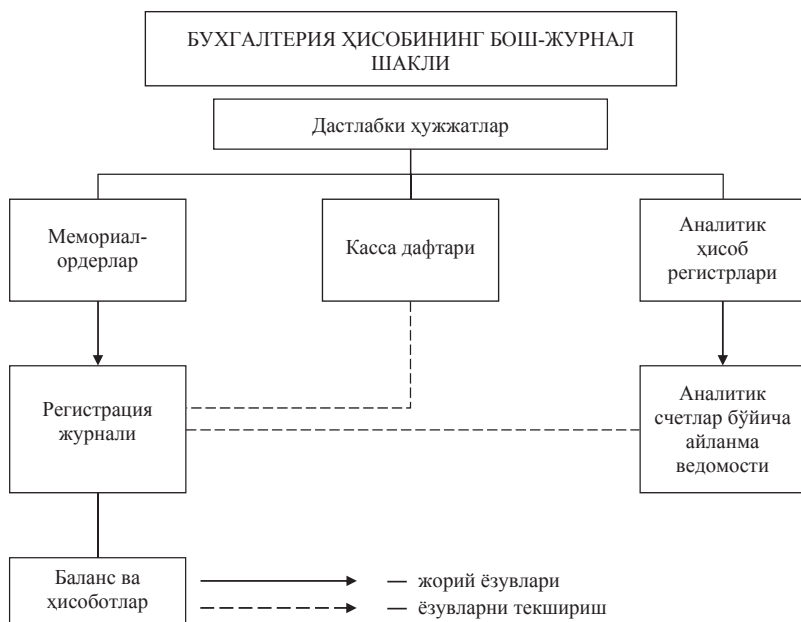 БУХГАЛТЕРИЯ ҲИСОБИНИНГ БОШ-ЖУРНАЛ
ШАКЛИ
Дастлабки ҳужжатлар
Мемориал-
ордерлар
Касса дафтари
Аналитик
ҳисоб
регистрлари
Регистрация
журнали
Аналитик
счетлар бўйича
айланма
ведомости
Баланс ва
ҳисоботлар
— жорий ёзувлари
— ёзувларни текшириш